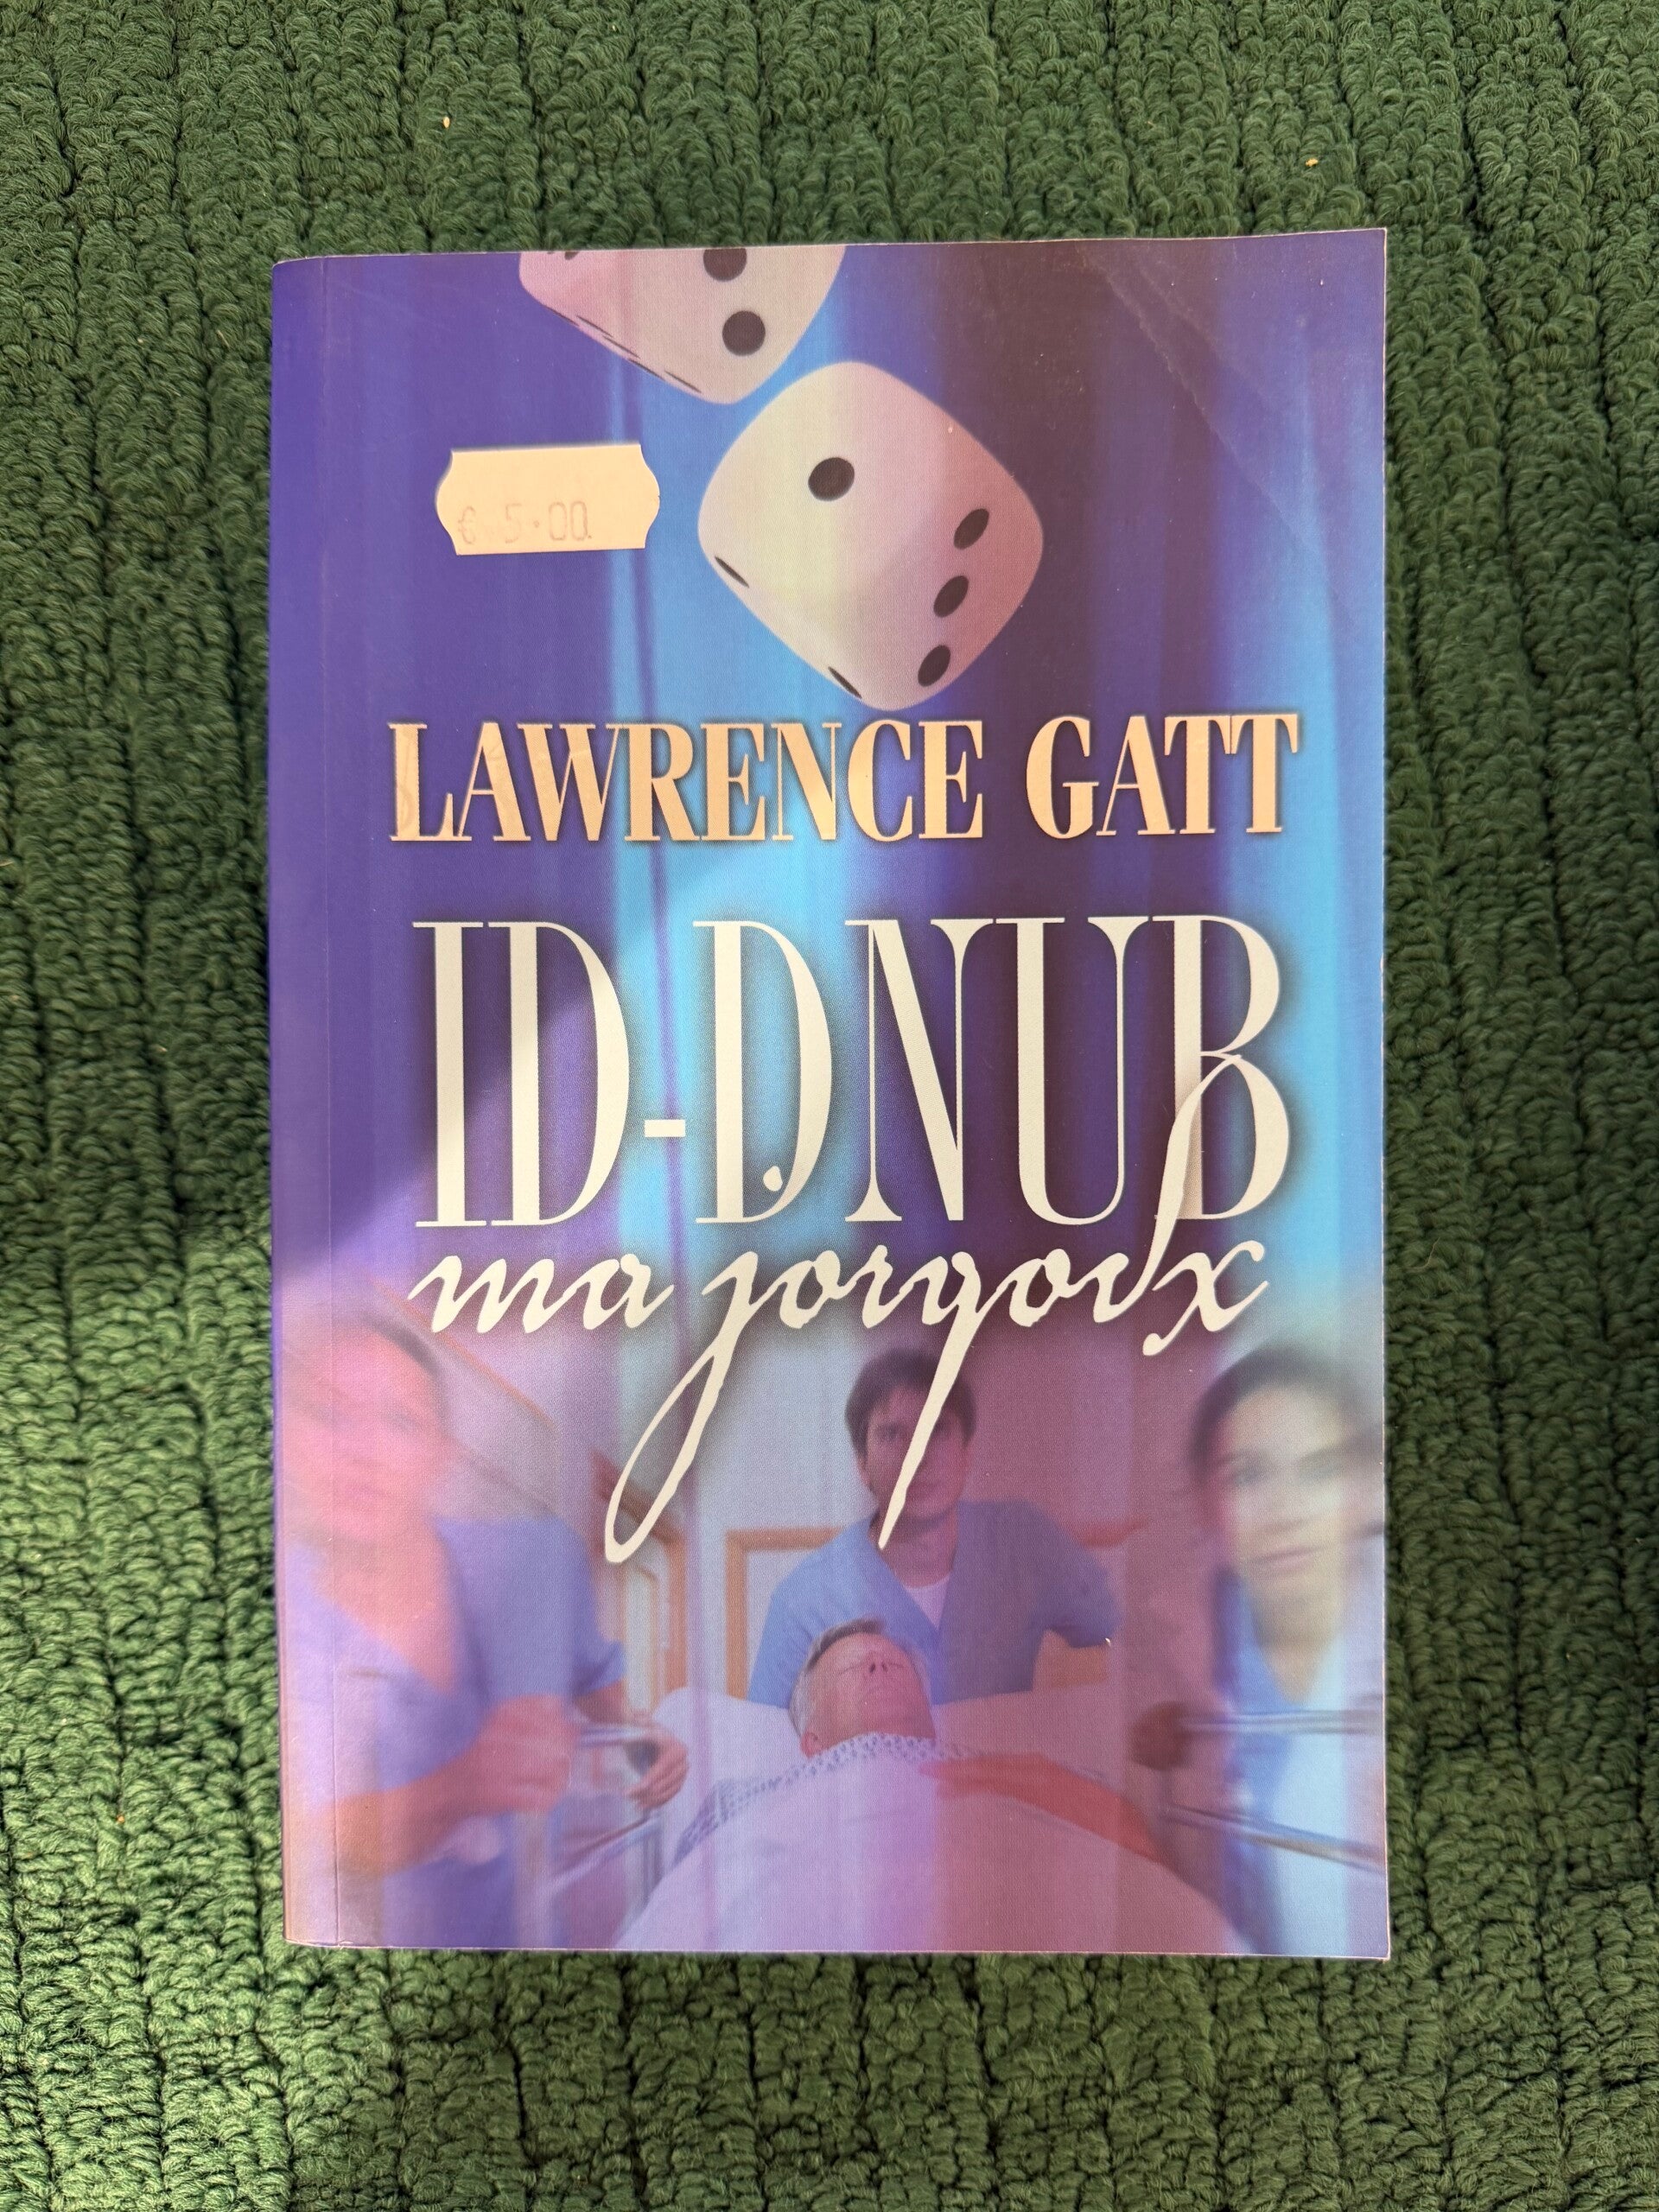 € 5.00
LAWRENCE GATT
ID-DNUB
ma jorqodx